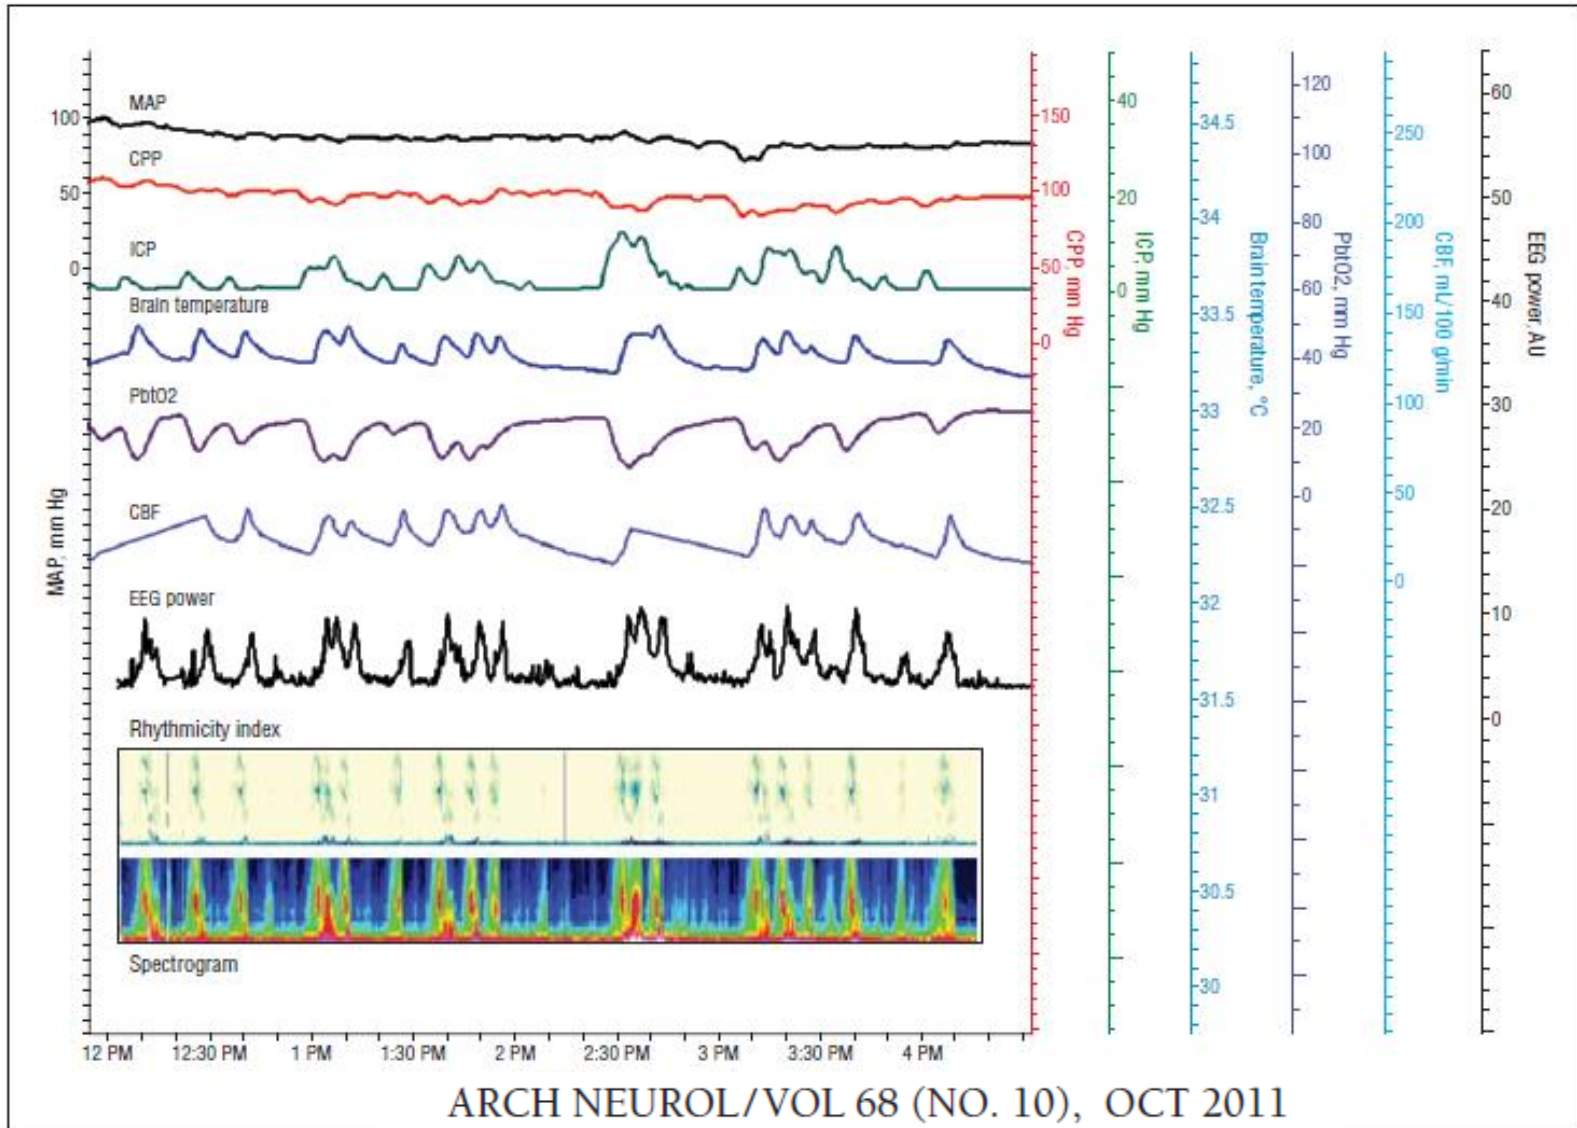 MAP
CPP
ICP
Brain temperature
PbtO2
CBF
EEG power
Rhythmicity index
Spectrogram
MAP, mm Hg
100
50
0
12 PM 12:30 PM 1 PM 1:30 PM 2 PM 2:30 PM 3 PM 3:30 PM 4 PM
150
100
50
0
CPP, mm Hg
40
20
0
ICP, mm Hg
34.5
34
33.5
33
32.5
32
31.5
31
30.5
30
Brain temperature, °C
120
100
80
60
40
20
0
PbtO2, mm Hg
250
200
150
100
50
0
CBF, mL/100 g/min
60
50
40
30
20
10
0
EEG power, AU
ARCH NEUROL/VOL 68 (NO. 10), OCT 2011